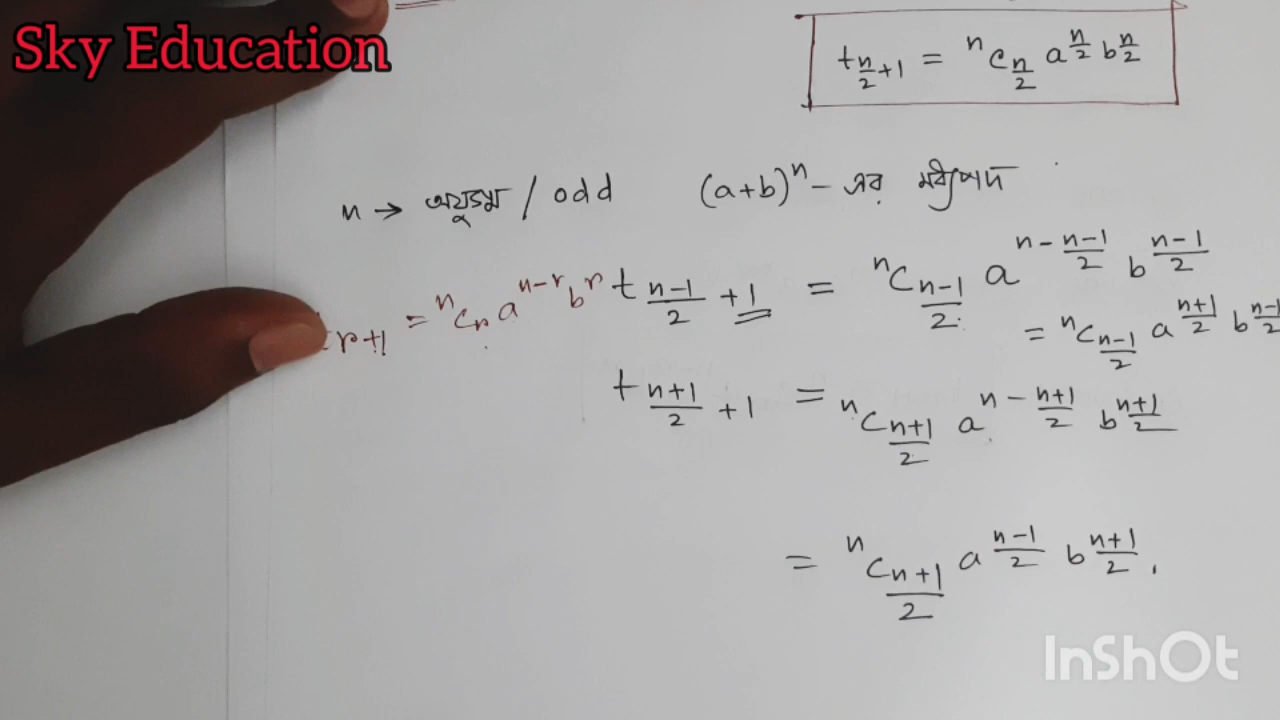 Sky Education
t_{n/2+1} = ⁿC_{n/2} a^{n/2} b^{n/2}
n → অযুগ্ম / odd (a+b)ⁿ - এর মধ্যপদ
t_{(n-1)/2 + 1} = ⁿC_{(n-1)/2} a^{n - (n-1)/2} b^{(n-1)/2}
r+1 = ⁿC_r a^{n-r} b^r
= ⁿC_{(n-1)/2} a^{(n+1)/2} b^{(n-1)/2}
t_{(n+1)/2 + 1} = ⁿC_{(n+1)/2} a^{n - (n+1)/2} b^{(n+1)/2}
= ⁿC_{(n+1)/2} a^{(n-1)/2} b^{(n+1)/2} .
InShOt